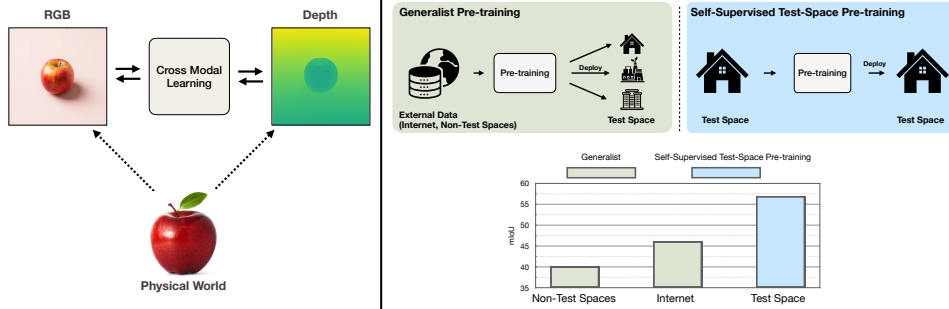 RGB
Depth
Cross Modal
Learning
Physical World
Generalist Pre-training
Pre-training
Deploy
External Data
(Internet, Non-Test Spaces)
Test Space
Self-Supervised Test-Space Pre-training
Pre-training
Deploy
Test Space
Test Space
Generalist
Self-Supervised Test-Space Pre-training
60
55
50
45
40
35
mIoU
Non-Test Spaces
Internet
Test Space